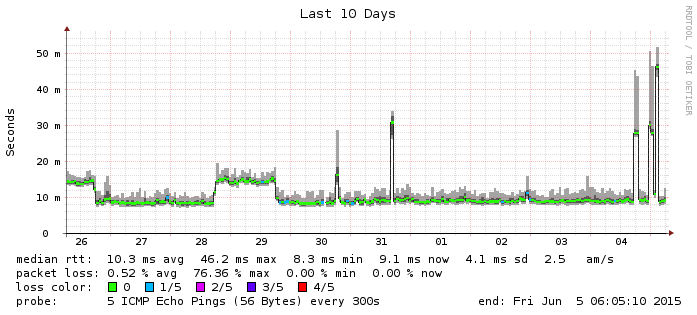 Last 10 Days
RRDTOOL / TOBI OETIKER
Seconds
50 m
40 m
30 m
20 m
10 m
0
26 27 28 29 30 31 01 02 03 04
median rtt: 10.3 ms avg 46.2 ms max 8.3 ms min 9.1 ms now 4.1 ms sd 2.5 am/s
packet loss: 0.52 % avg 76.36 % max 0.00 % min 0.00 % now
loss color: 0 1/5 2/5 3/5 4/5
probe: 5 ICMP Echo Pings (56 Bytes) every 300s end: Fri Jun 5 06:05:10 2015